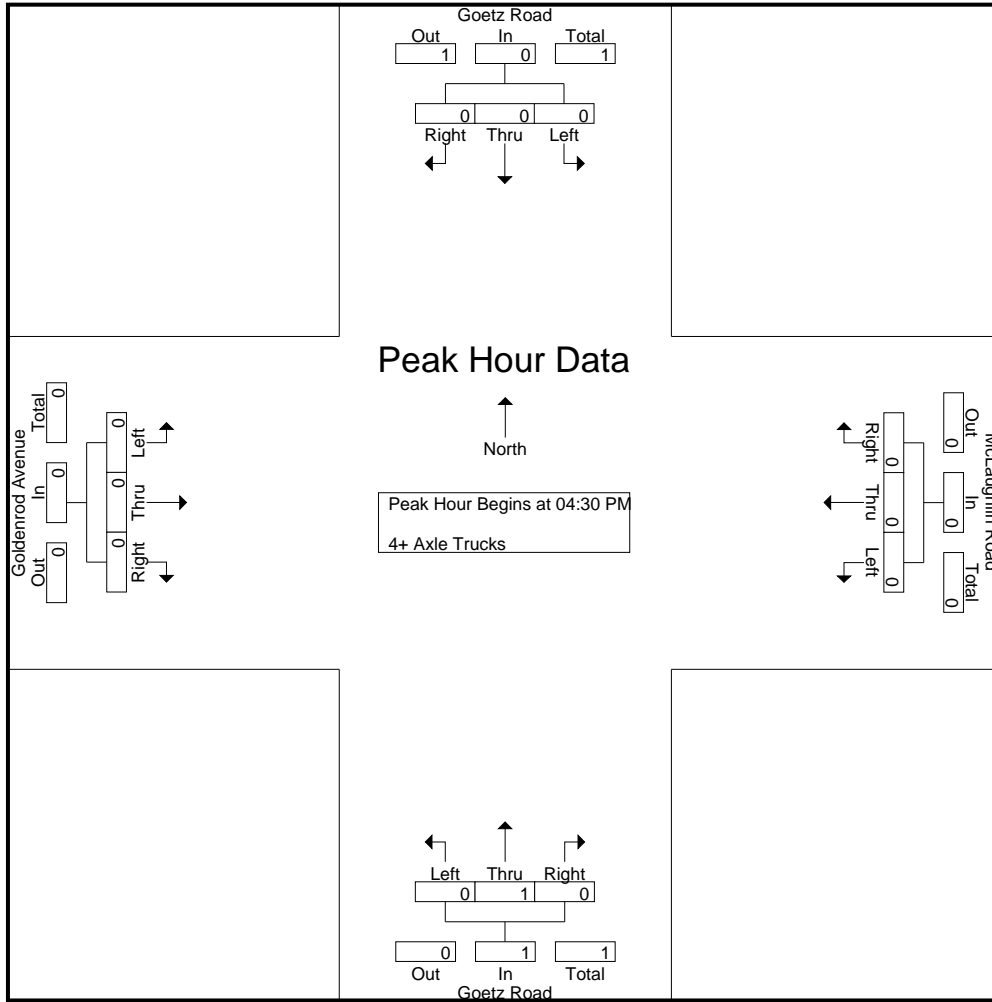 Goetz Road
Out In Total
1 0 1
0 0 0
Right Thru Left
Peak Hour Data
North
Peak Hour Begins at 04:30 PM
4+ Axle Trucks
Goldenrod Avenue
Total In Out
0 0 0
0 0 0
Left Thru Right
McLaughlin Road
Out In Total
0 0 0
0 0 0
Right Thru Left
Left Thru Right
0 1 0
0 1 1
Out In Total
Goetz Road